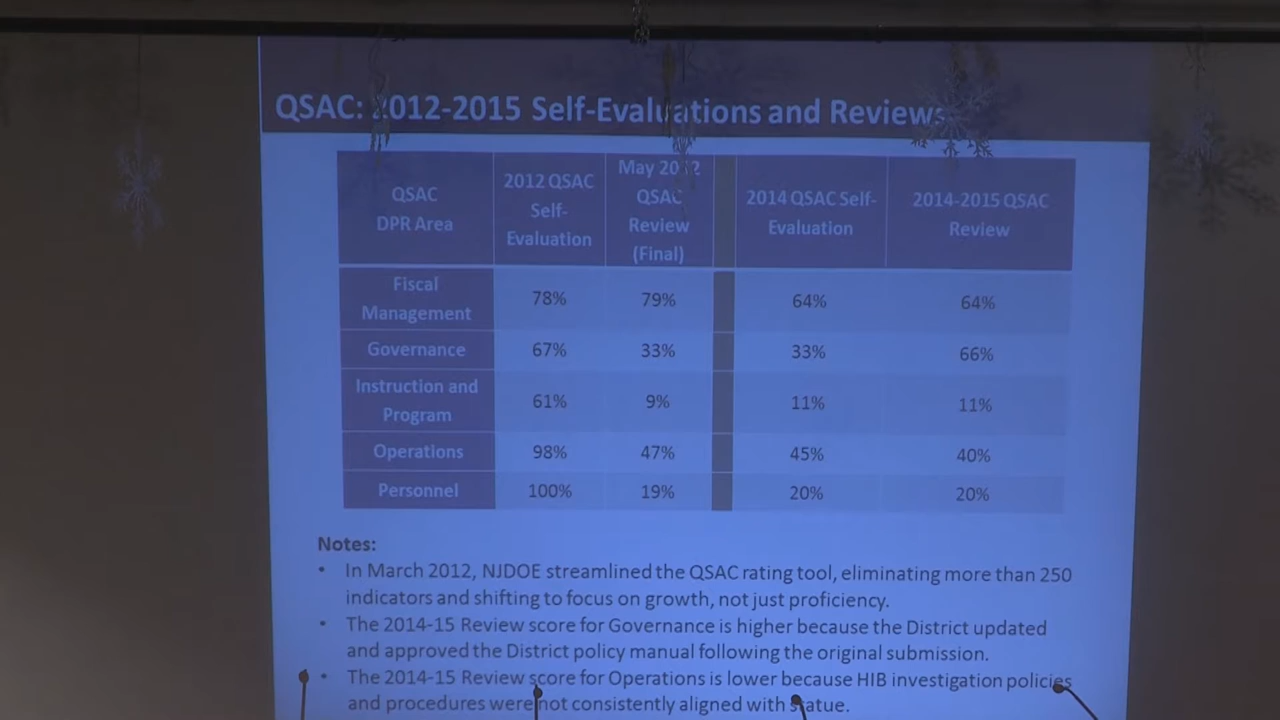 QSAC: 2012-2015 Self-Evaluations and Reviews
QSAC
DPR Area
2012 QSAC
Self-
Evaluation
May 2012
QSAC
Review
(Final)
2014 QSAC Self-
Evaluation
2014-2015 QSAC
Review
Fiscal
Management
78%
79%
64%
64%
Governance
67%
33%
33%
66%
Instruction and
Program
61%
9%
11%
11%
Operations
98%
47%
45%
40%
Personnel
100%
19%
20%
20%
Notes:
• In March 2012, NJDOE streamlined the QSAC rating tool, eliminating more than 250
indicators and shifting to focus on growth, not just proficiency.
• The 2014-15 Review score for Governance is higher because the District updated
and approved the District policy manual following the original submission.
• The 2014-15 Review score for Operations is lower because HIB investigation policies
and procedures were not consistently aligned with statue.